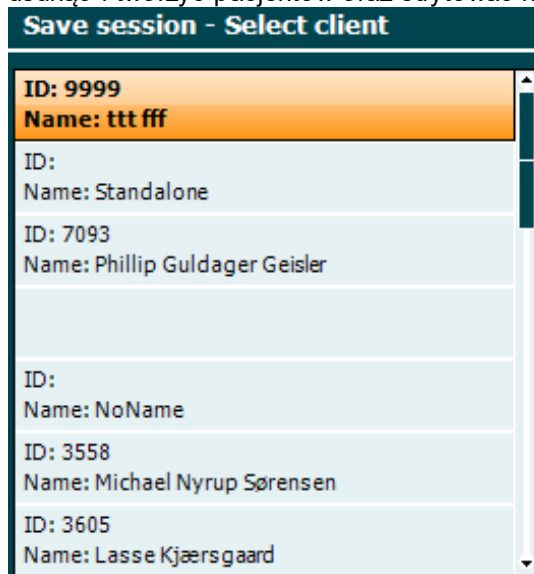 Save session - Select client
ID: 9999
Name: ttt fff
ID:
Name: Standalone
ID: 7093
Name: Phillip Guldager Geisler
ID:
Name: NoName
ID: 3558
Name: Michael Nyrup Sørensen
ID: 3605
Name: Lasse Kjærsgaard